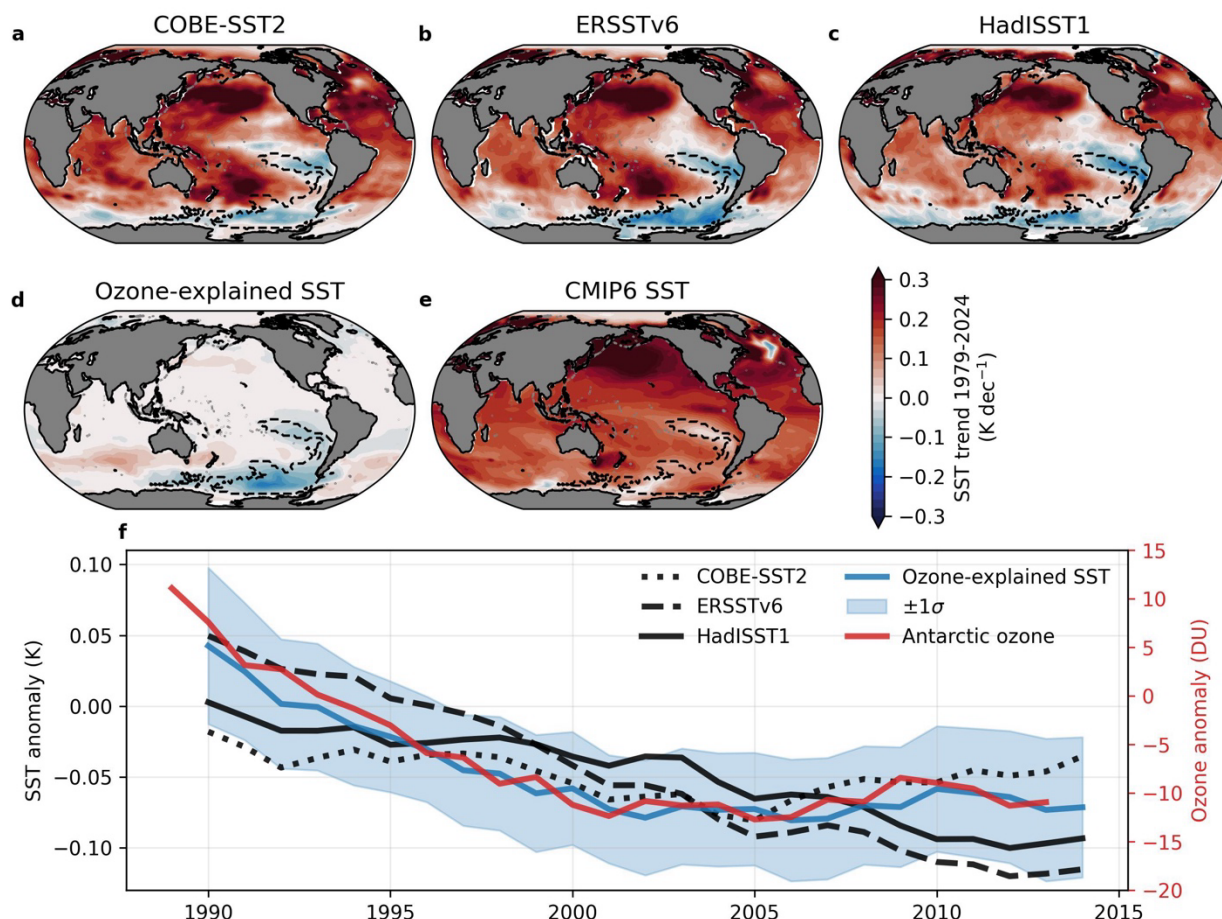 a COBE-SST2
b ERSSTv6
c HadISST1
d Ozone-explained SST
e CMIP6 SST
0.3
0.2
0.1
0.0
−0.1
−0.2
−0.3
SST trend 1979-2024
(K dec⁻¹)
f
0.10
0.05
0.00
−0.05
−0.10
SST anomaly (K)
COBE-SST2
ERSSTv6
HadISST1
Ozone-explained SST
±1σ
Antarctic ozone
15
10
5
0
−5
−10
−15
−20
Ozone anomaly (DU)
1990 1995 2000 2005 2010 2015